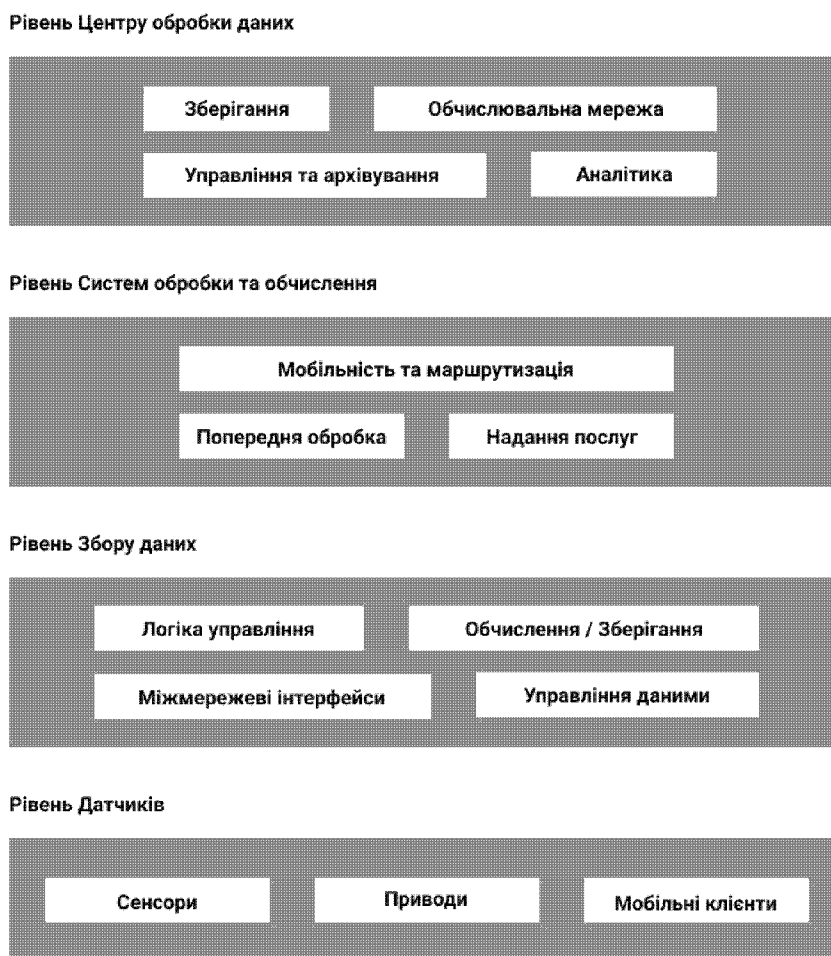 Рівень Центру обробки даних
Зберігання
Обчислювальна мережа
Управління та архівування
Аналітика
Рівень Систем обробки та обчислення
Мобільність та маршрутизація
Попередня обробка
Надання послуг
Рівень Збору даних
Логіка управління
Обчислення / Зберігання
Міжмережеві інтерфейси
Управління даними
Рівень Датчиків
Сенсори
Приводи
Мобільні клієнти